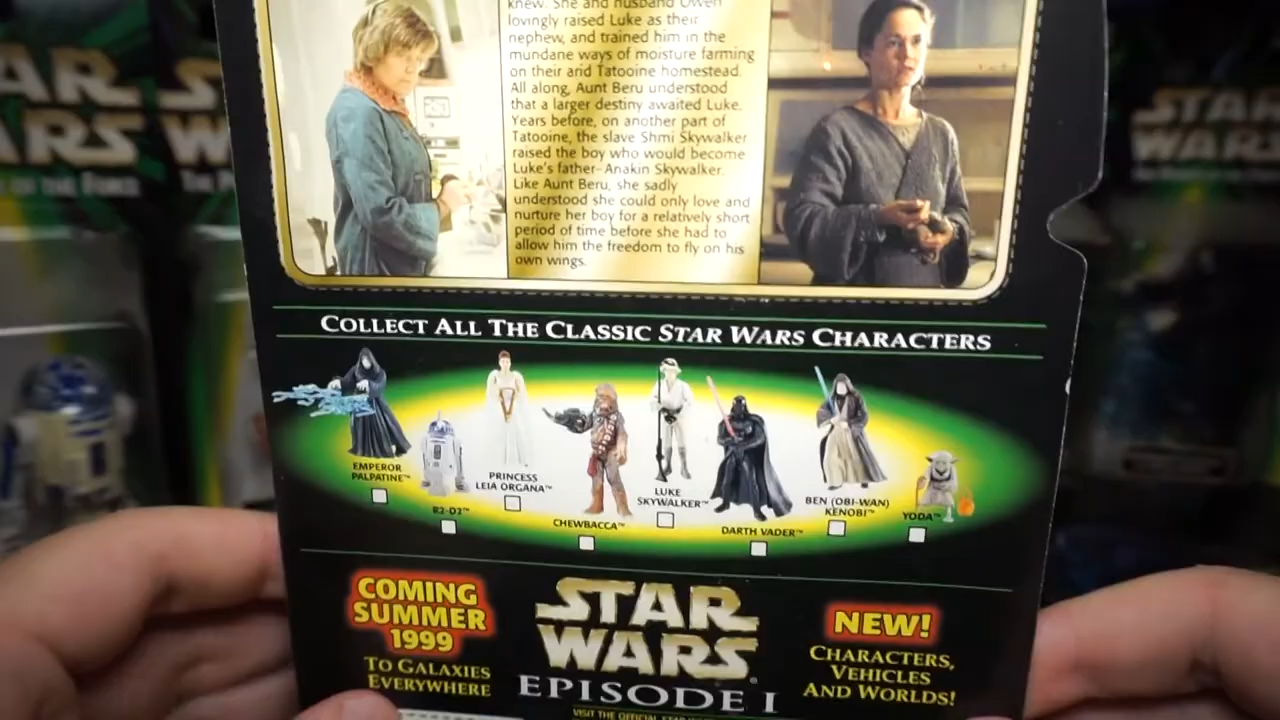 knew. She and husband Owen
lovingly raised Luke as their
nephew, and trained him in the
mundane ways of moisture farming
on their arid Tatooine homestead.
All along, Aunt Beru understood
that a larger destiny awaited Luke.
Years before, on another part of
Tatooine, the slave Shmi Skywalker
raised the boy who would become
Luke's father–Anakin Skywalker.
Like Aunt Beru, she sadly
understood she could only love and
nurture her boy for a relatively short
period of time before she had to
allow him the freedom to fly on his
own wings.
COLLECT ALL THE CLASSIC STAR WARS CHARACTERS
EMPEROR
PALPATINE™
R2-D2™
PRINCESS
LEIA ORGANA™
CHEWBACCA™
LUKE
SKYWALKER™
DARTH VADER™
BEN (OBI-WAN)
KENOBI™
YODA™
COMING
SUMMER
1999
TO GALAXIES
EVERYWHERE
STAR
WARS®
EPISODE I
NEW!
CHARACTERS,
VEHICLES
AND WORLDS!
VISIT THE OFFICIAL STAR
STAR
WARS